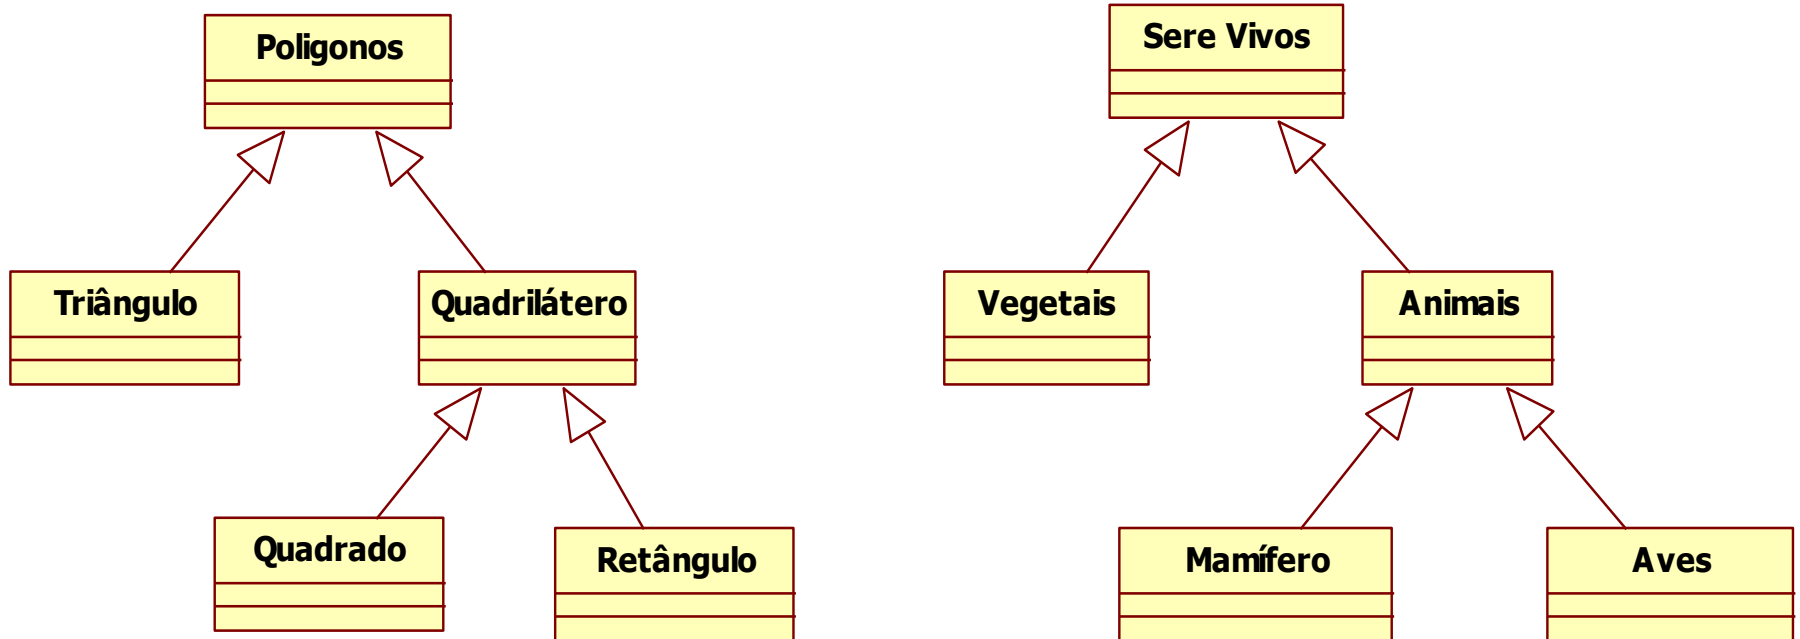 Poligonos
Sere Vivos
Triângulo
Quadrilátero
Vegetais
Animais
Quadrado
Retângulo
Mamífero
Aves